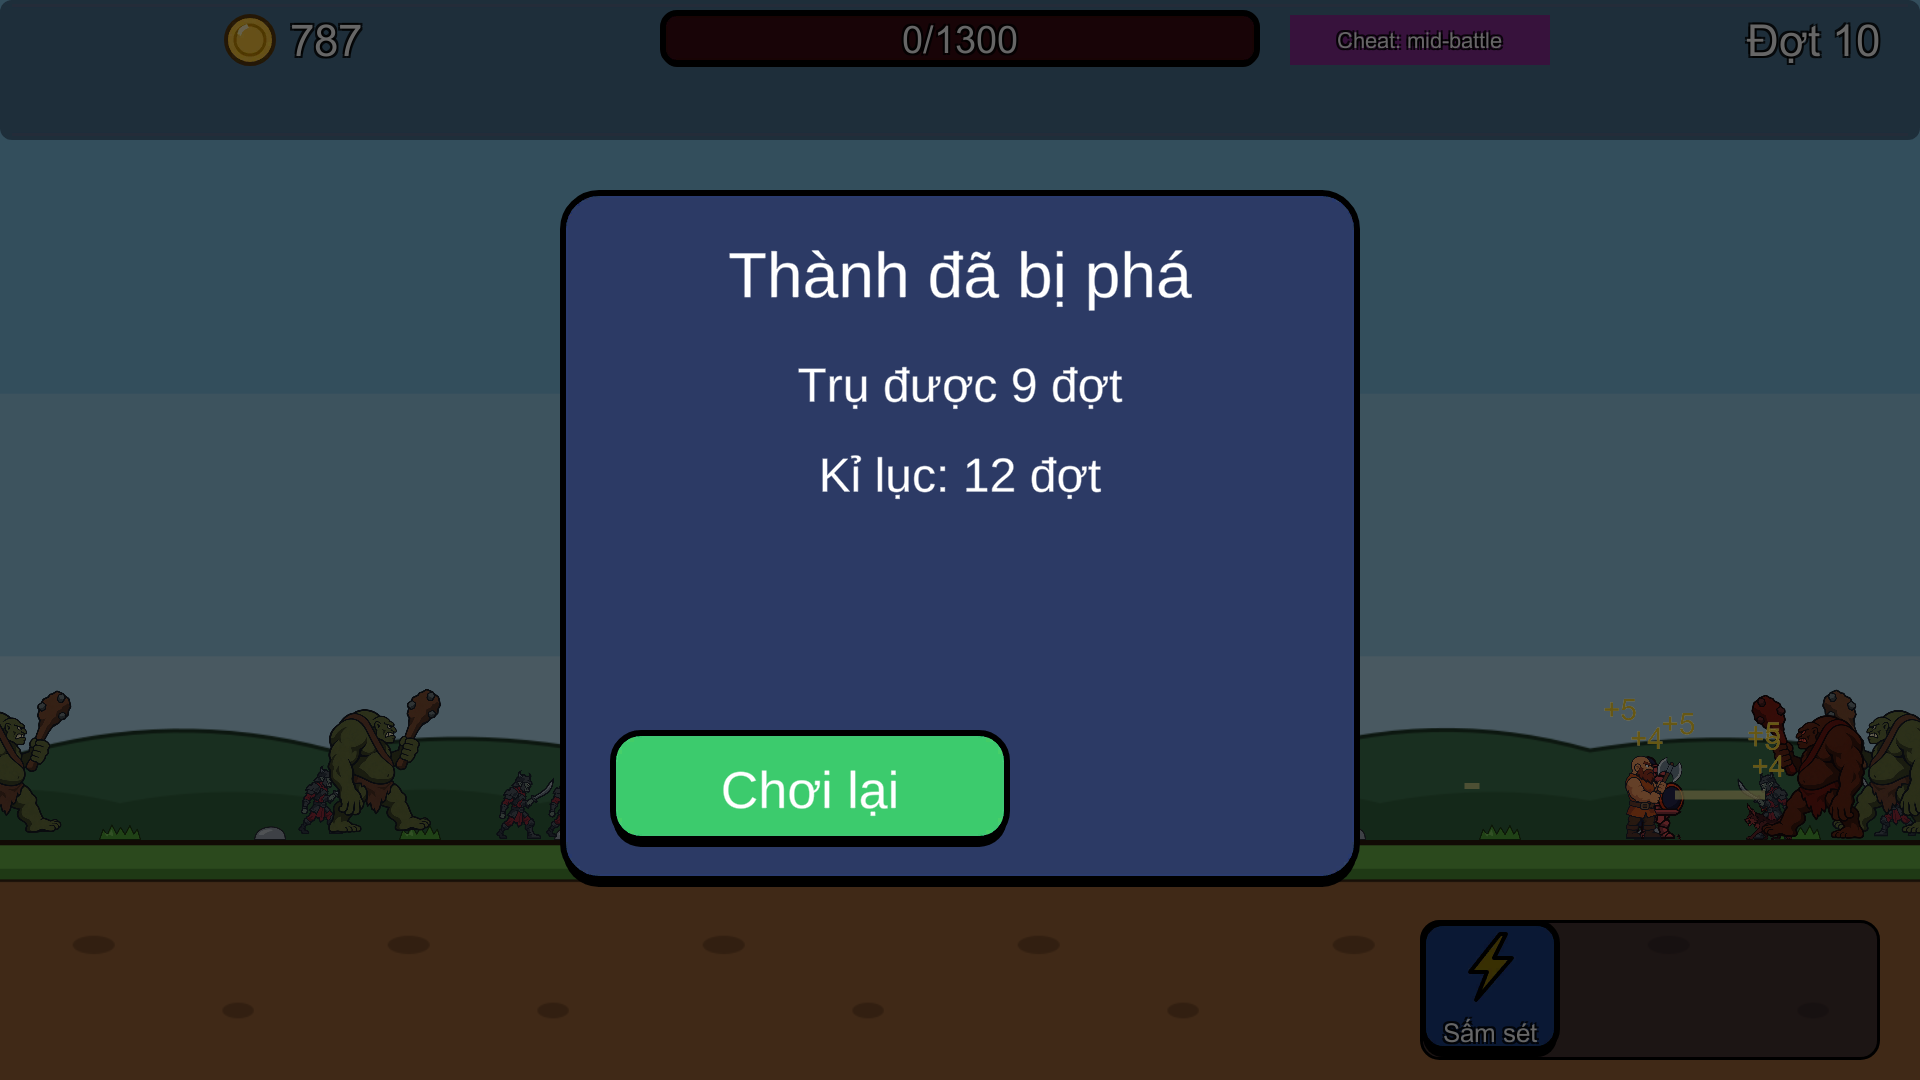 787
0/1300
Cheat: mid-battle
Đợt 10
Thành đã bị phá
Trụ được 9 đợt
Kỉ lục: 12 đợt
Chơi lại
+5
+5
+4
+4
Sấm sét